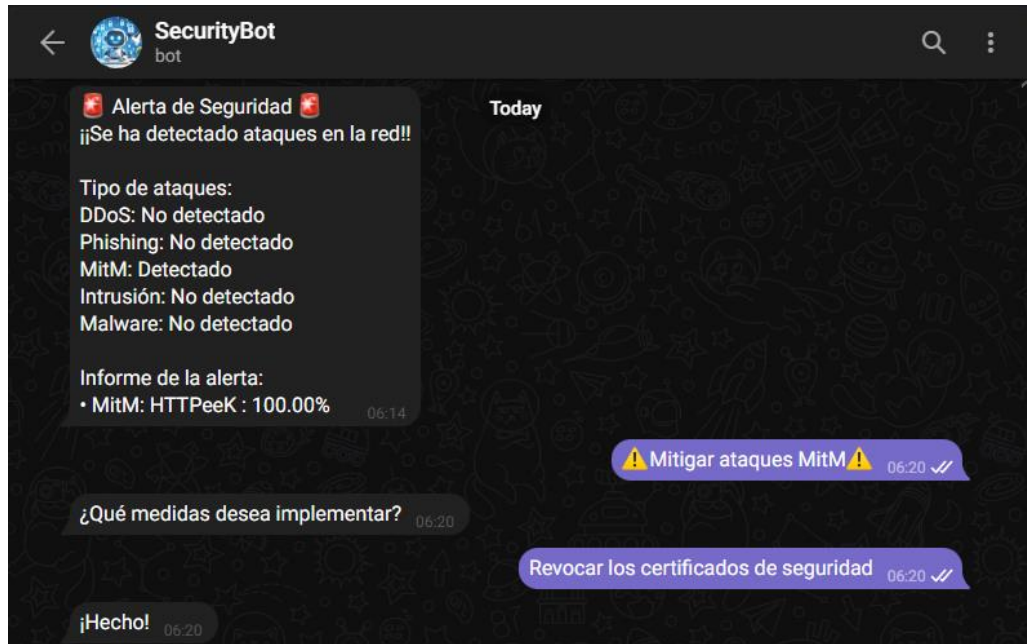 SecurityBot
bot
Today
🚨 Alerta de Seguridad 🚨
¡¡Se ha detectado ataques en la red!!
Tipo de ataques:
DDoS: No detectado
Phishing: No detectado
MitM: Detectado
Intrusión: No detectado
Malware: No detectado
Informe de la alerta:
• MitM: HTTPeeK : 100.00% 06:14
⚠️Mitigar ataques MitM⚠️ 06:20
¿Qué medidas desea implementar? 06:20
Revocar los certificados de seguridad 06:20
¡Hecho! 06:20